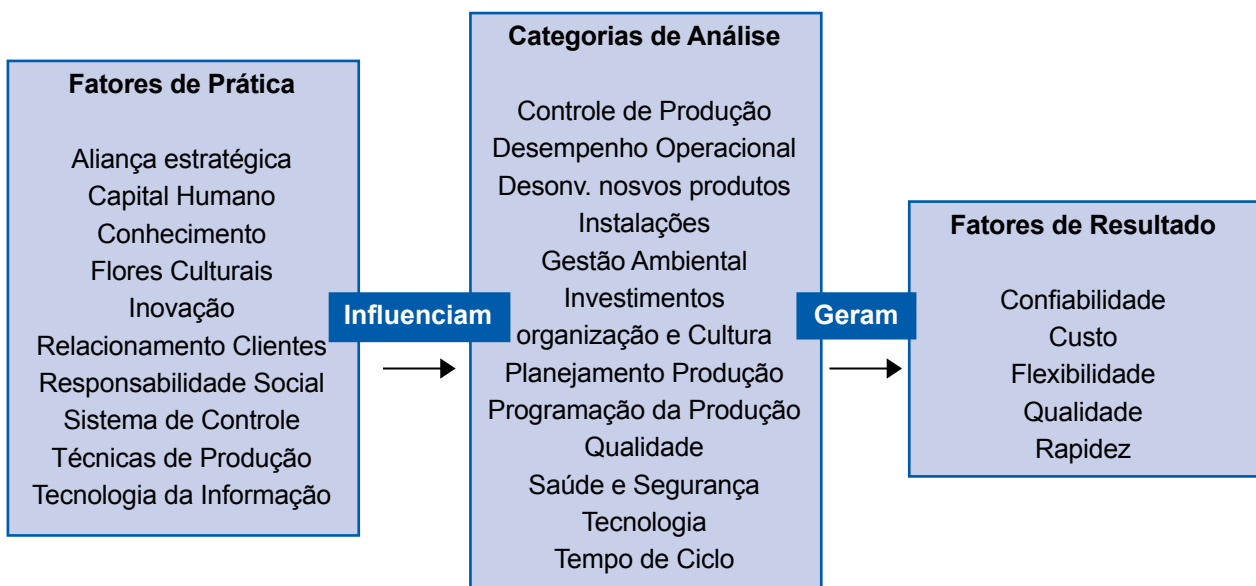 Fatores de Prática
Aliança estratégica
Capital Humano
Conhecimento
Flores Culturais
Inovação
Relacionamento Clientes
Responsabilidade Social
Sistema de Controle
Técnicas de Produção
Tecnologia da Informação
Influenciam
Categorias de Análise
Controle de Produção
Desempenho Operacional
Desonv. nosvos produtos
Instalações
Gestão Ambiental
Investimentos
organização e Cultura
Planejamento Produção
Programação da Produção
Qualidade
Saúde e Segurança
Tecnologia
Tempo de Ciclo
Geram
Fatores de Resultado
Confiabilidade
Custo
Flexibilidade
Qualidade
Rapidez